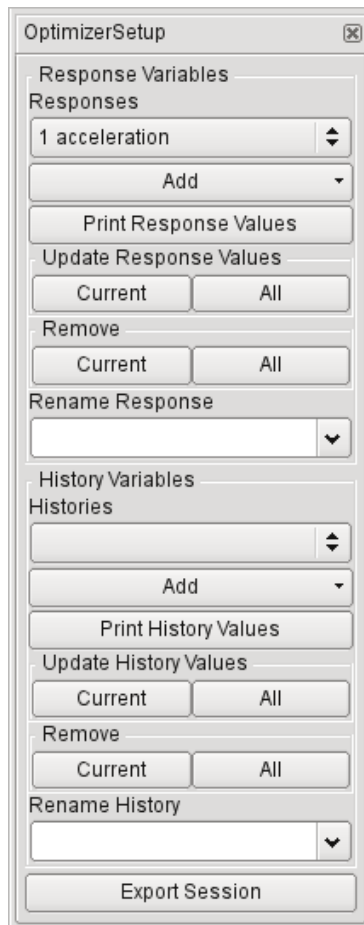 OptimizerSetup
Response Variables
Responses
1 acceleration
Add
Print Response Values
Update Response Values
Current All
Remove
Current All
Rename Response
History Variables
Histories
Add
Print History Values
Update History Values
Current All
Remove
Current All
Rename History
Export Session